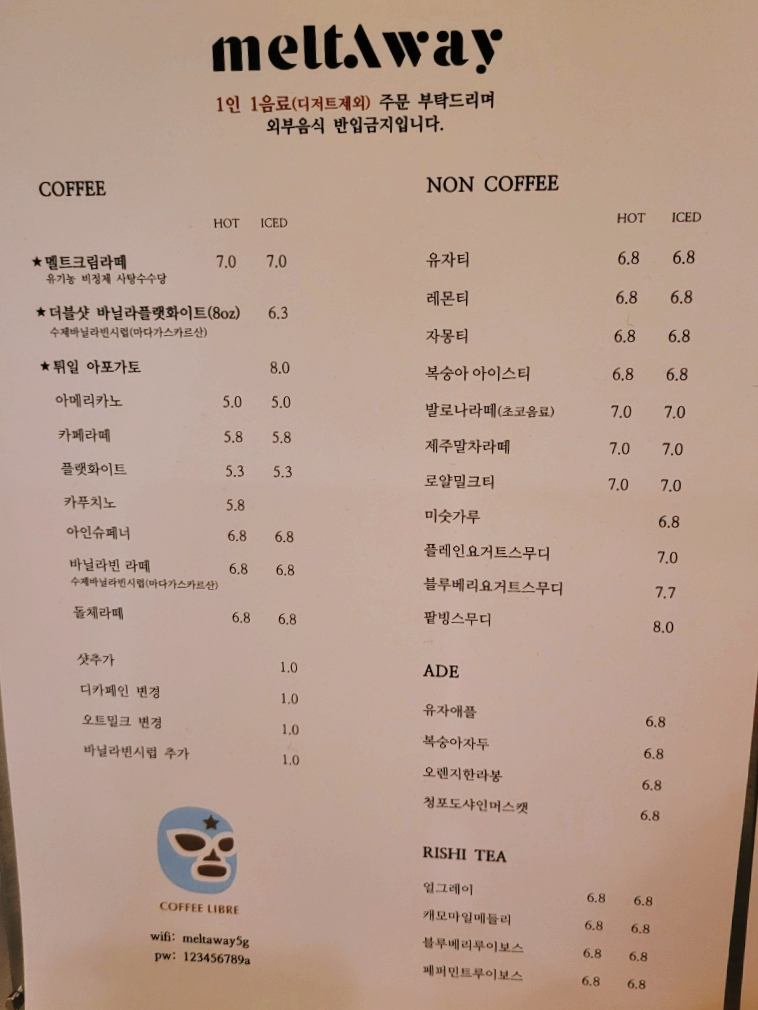 meltAway
1인 1음료(디저트제외) 주문 부탁드리며
외부음식 반입금지입니다.
COFFEE
HOT ICED
★멜트크림라떼 7.0 7.0
유기농 비정제 사탕수수당
★더블샷 바닐라플랫화이트(8oz) 6.3
수제바닐라빈시럽(마다가스카르산)
★튀일 아포가토 8.0
아메리카노 5.0 5.0
카페라떼 5.8 5.8
플랫화이트 5.3 5.3
카푸치노 5.8
아인슈페너 6.8 6.8
바닐라빈 라떼 6.8 6.8
수제바닐라빈시럽(마다가스카르산)
돌체라떼 6.8 6.8
샷추가 1.0
디카페인 변경 1.0
오트밀크 변경 1.0
바닐라빈시럽 추가 1.0
COFFEE LIBRE
wifi: meltaway5g
pw: 123456789a
NON COFFEE
HOT ICED
유자티 6.8 6.8
레몬티 6.8 6.8
자몽티 6.8 6.8
복숭아 아이스티 6.8 6.8
발로나라떼(초코음료) 7.0 7.0
제주말차라떼 7.0 7.0
로얄밀크티 7.0 7.0
미숫가루 6.8
플레인요거트스무디 7.0
블루베리요거트스무디 7.7
팥빙스무디 8.0
ADE
유자애플 6.8
복숭아자두 6.8
오렌지한라봉 6.8
청포도샤인머스캣 6.8
RISHI TEA
얼그레이 6.8 6.8
캐모마일메들리 6.8 6.8
블루베리루이보스 6.8 6.8
페퍼민트루이보스 6.8 6.8